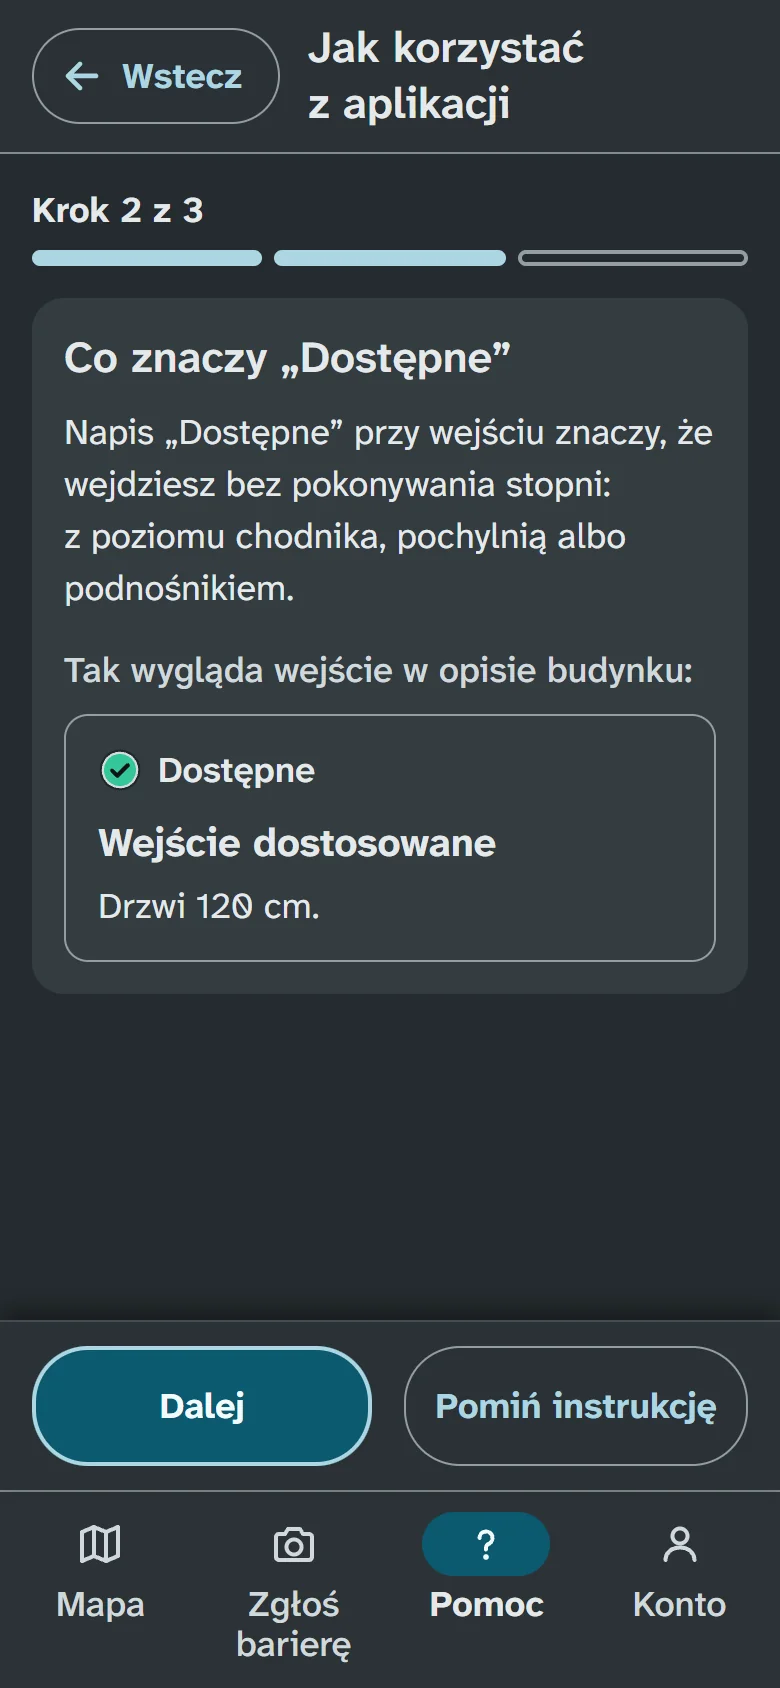 Wstecz
Jak korzystać
z aplikacji
Krok 2 z 3
Co znaczy „Dostępne”
Napis „Dostępne” przy wejściu znaczy, że
wejdziesz bez pokonywania stopni:
z poziomu chodnika, pochylnią albo
podnośnikiem.
Tak wygląda wejście w opisie budynku:
Dostępne
Wejście dostosowane
Drzwi 120 cm.
Dalej
Pomiń instrukcję
Mapa
Zgłoś
barierę
?
Pomoc
Konto